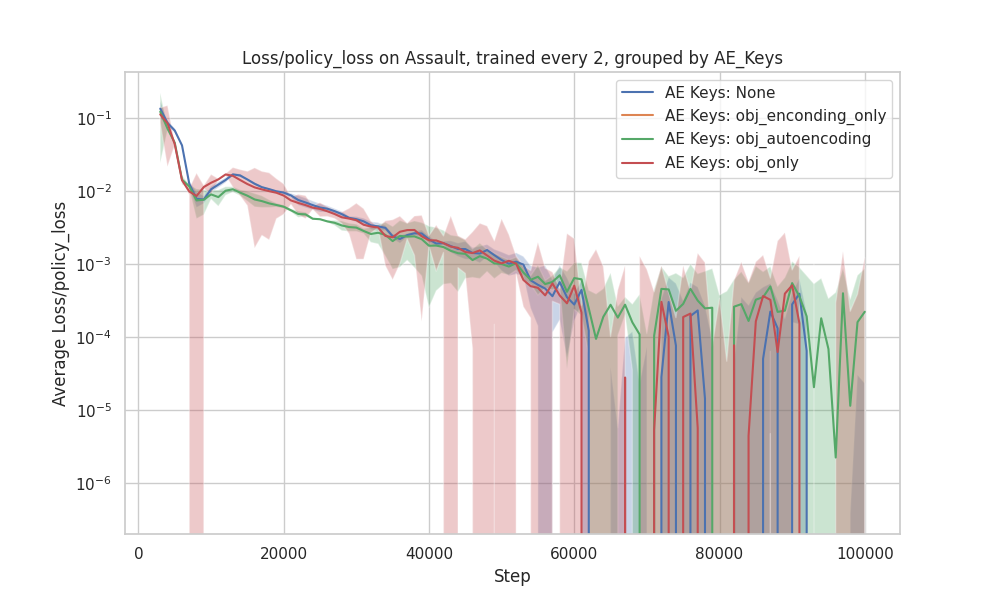 Loss/policy_loss on Assault, trained every 2, grouped by AE_Keys
AE Keys: None
AE Keys: obj_enconding_only
AE Keys: obj_autoencoding
AE Keys: obj_only
Average Loss/policy_loss
10⁻¹
10⁻²
10⁻³
10⁻⁴
10⁻⁵
10⁻⁶
0 20000 40000 60000 80000 100000
Step